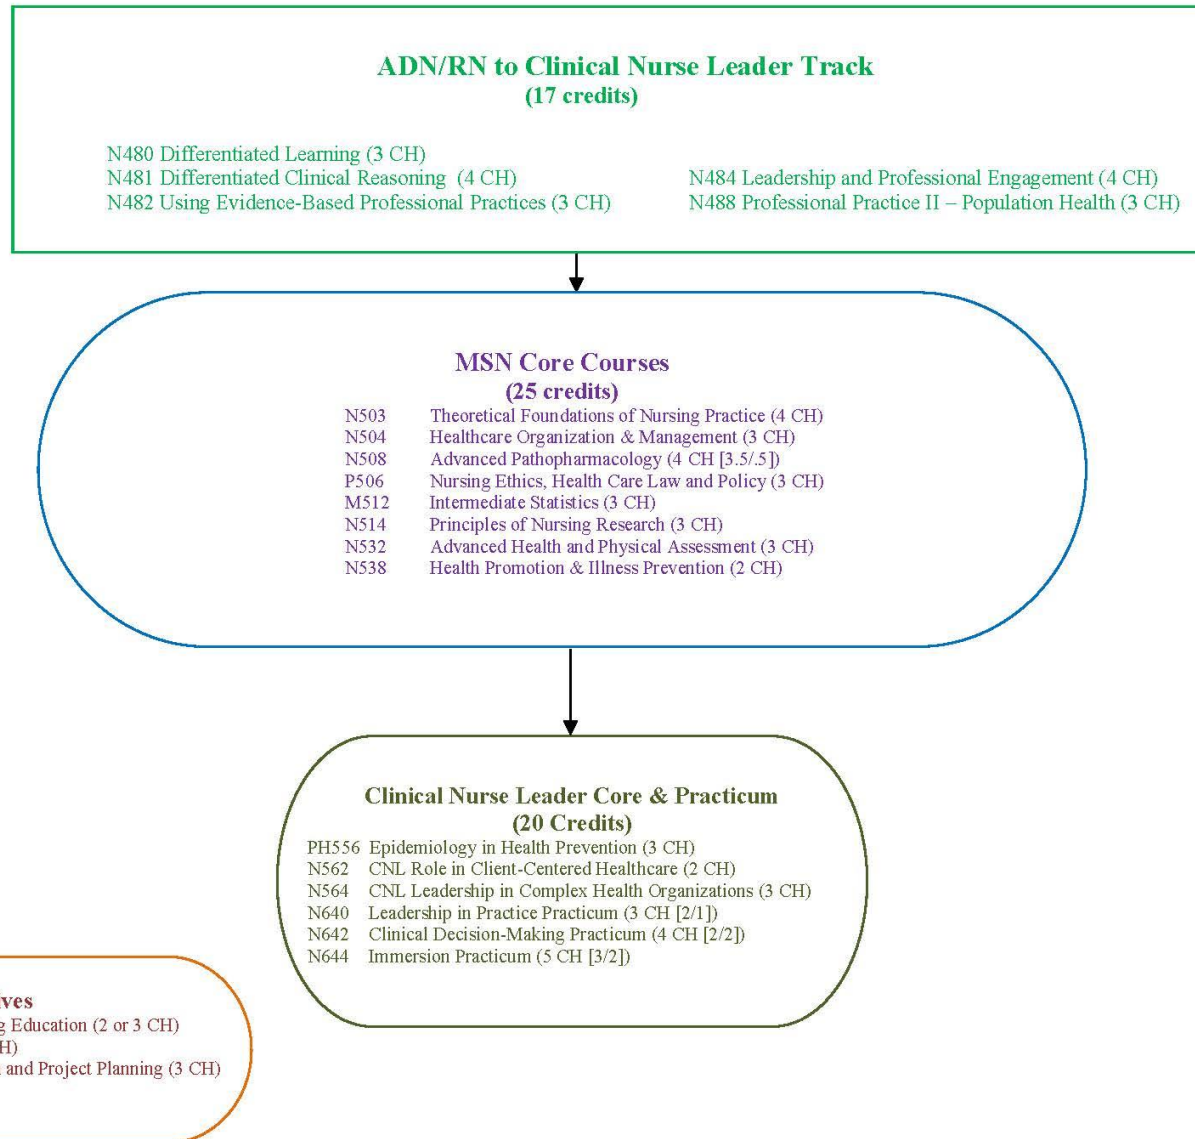 ADN/RN to Clinical Nurse Leader Track
(17 credits)
N480 Differentiated Learning (3 CH)
N481 Differentiated Clinical Reasoning (4 CH)
N482 Using Evidence-Based Professional Practices (3 CH)
N484 Leadership and Professional Engagement (4 CH)
N488 Professional Practice II – Population Health (3 CH)
MSN Core Courses
(25 credits)
N503 Theoretical Foundations of Nursing Practice (4 CH)
N504 Healthcare Organization & Management (3 CH)
N508 Advanced Pathopharmacology (4 CH [3.5/.5])
P506 Nursing Ethics, Health Care Law and Policy (3 CH)
M512 Intermediate Statistics (3 CH)
N514 Principles of Nursing Research (3 CH)
N532 Advanced Health and Physical Assessment (3 CH)
N538 Health Promotion & Illness Prevention (2 CH)
Clinical Nurse Leader Core & Practicum
(20 Credits)
PH556 Epidemiology in Health Prevention (3 CH)
N562 CNL Role in Client-Centered Healthcare (2 CH)
N564 CNL Leadership in Complex Health Organizations (3 CH)
N640 Leadership in Practice Practicum (3 CH [2/1])
N642 Clinical Decision-Making Practicum (4 CH [2/2])
N644 Immersion Practicum (5 CH [3/2])
Education (2 or 3 CH)
and Project Planning (3 CH)